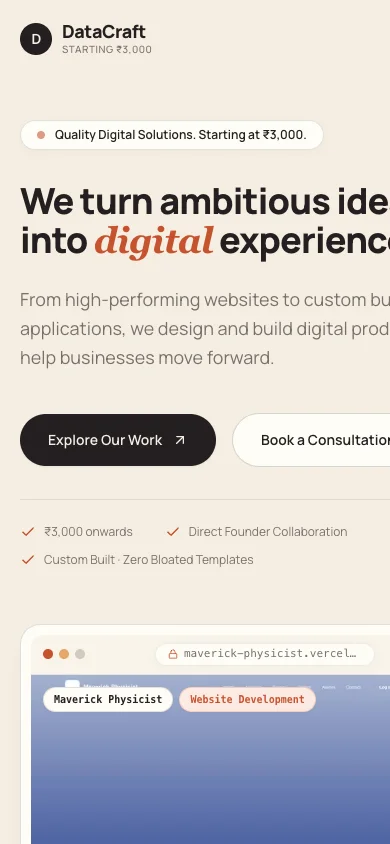 D
DataCraft
STARTING ₹3,000
Quality Digital Solutions. Starting at ₹3,000.
We turn ambitious ide
into digital experienc
From high-performing websites to custom bu
applications, we design and build digital prod
help businesses move forward.
Explore Our Work
Book a Consultation
₹3,000 onwards
Direct Founder Collaboration
Custom Built · Zero Bloated Templates
maverick-physicist.vercel…
Maverick Physicist
Website Development